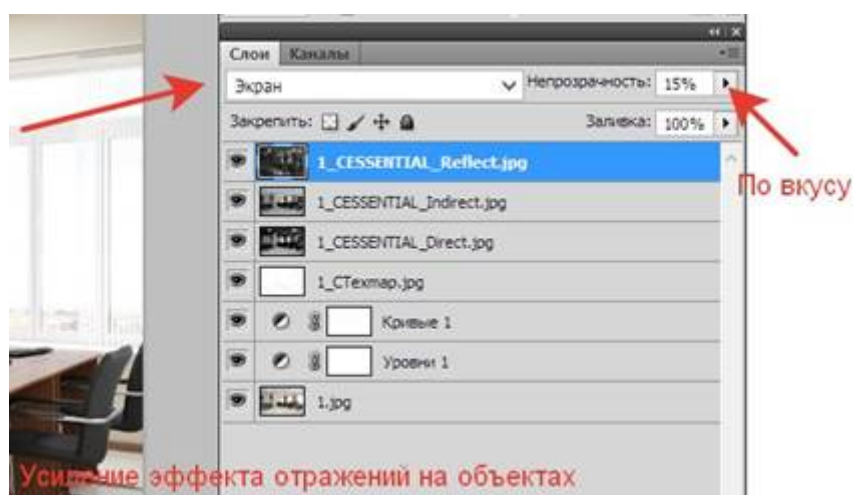 Слои Каналы
Экран Непрозрачность: 15%
Закрепить: Заливка: 100%
1_CESSENTIAL_Reflect.jpg
По вкусу
1_CESSENTIAL_Indirect.jpg
1_CESSENTIAL_Direct.jpg
1_CTexmap.jpg
Кривые 1
Уровни 1
1.jpg
Усиление эффекта отражений на объектах